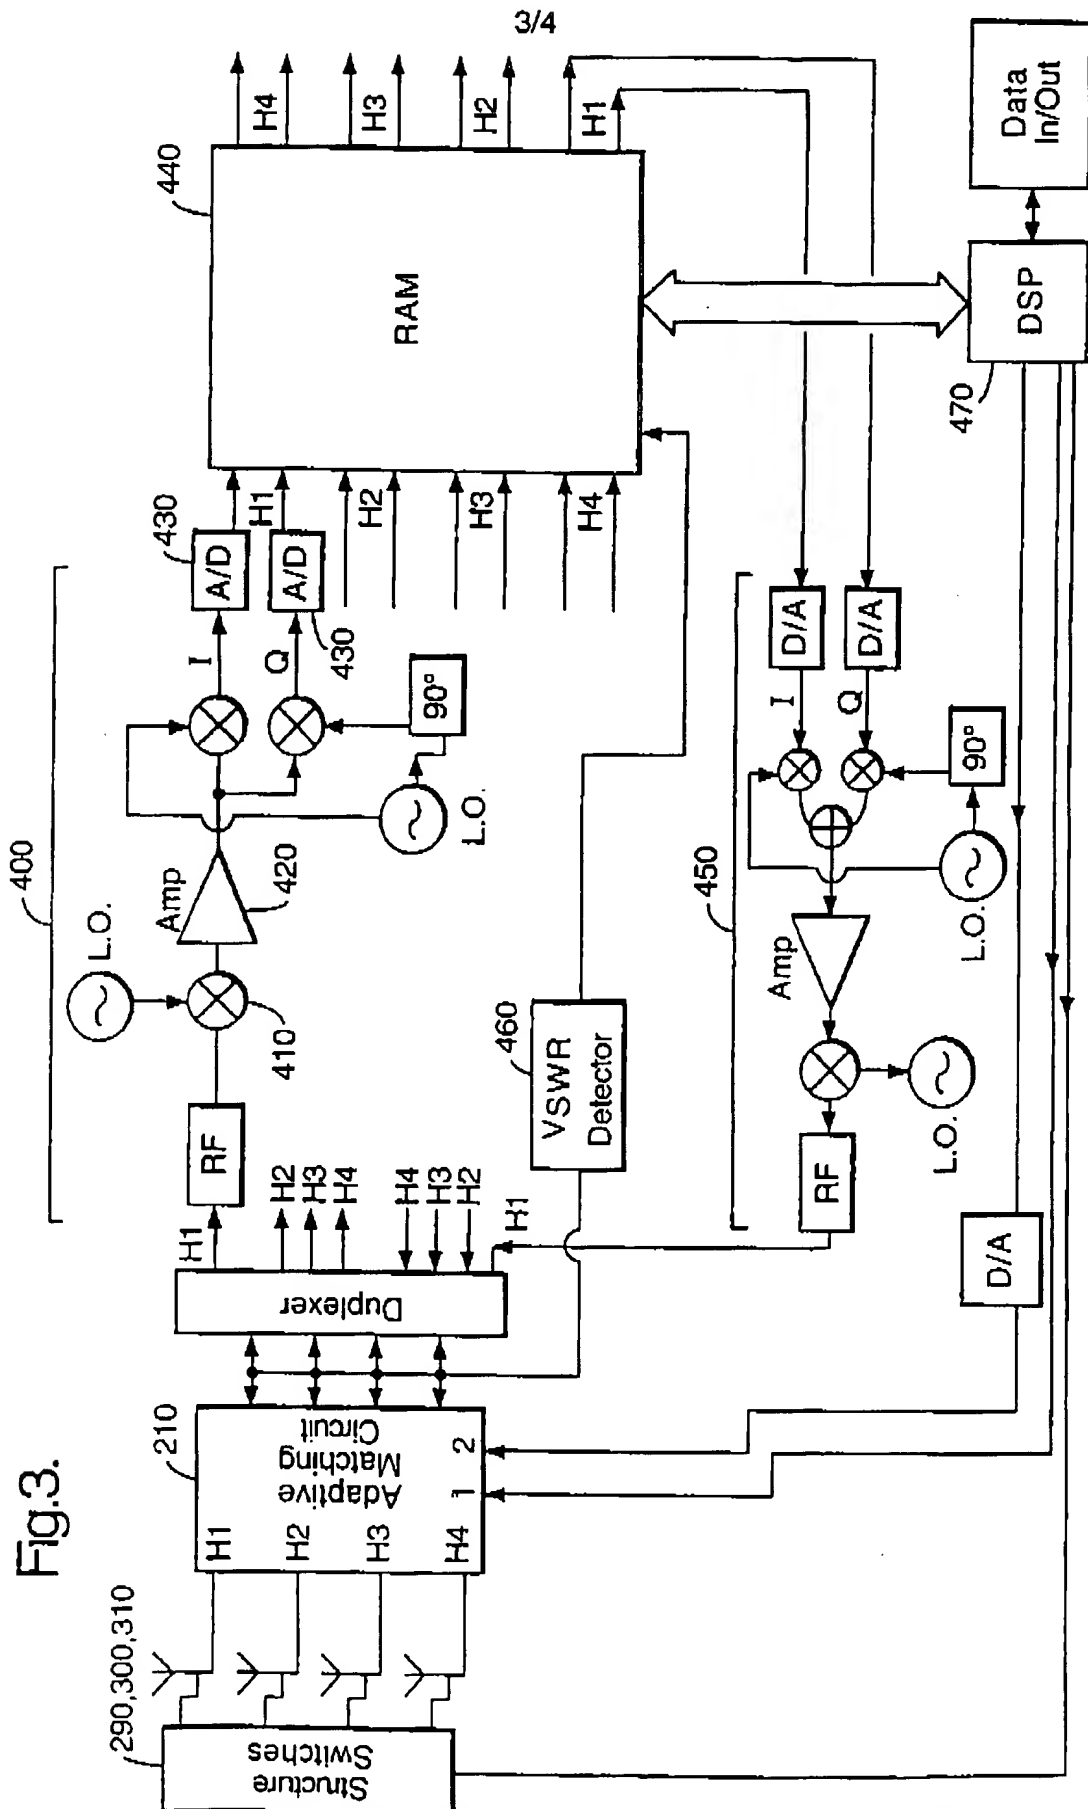 3/4
Fig.3.
290,300,310
Structure
Switches
210
H1
H2
H3
H4
Adaptive
Matching
Circuit
1
2
Duplexer
H1
H2
H3
H4
H4
H3
H2
H1
400
RF
L.O.
410
Amp
420
L.O.
90°
I
Q
A/D
430
A/D
430
H1
H2
H3
H4
440
RAM
H4
H3
H2
H1
460
VSWR
Detector
450
RF
L.O.
Amp
L.O.
90°
I
Q
D/A
D/A
D/A
470
DSP
Data
In/Out